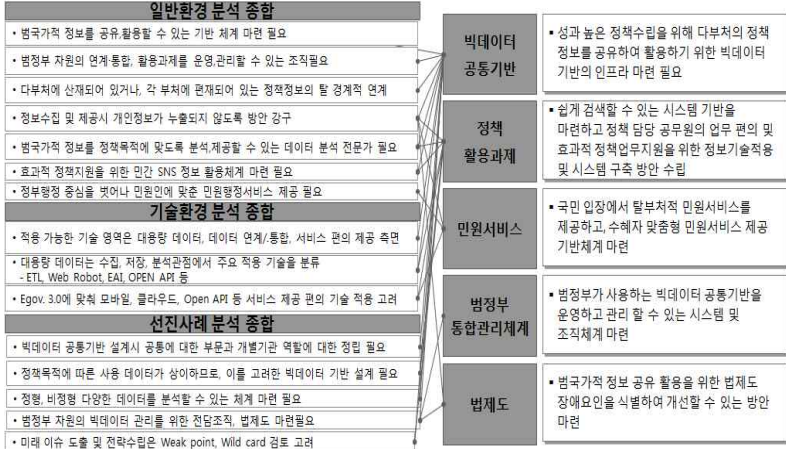 일반환경 분석 종합
• 범국가적 정보를 공유,활용할 수 있는 기반 체계 마련 필요
• 범정부 차원의 연계·통합, 활용과제를 운영,관리할 수 있는 조직필요
• 다부처에 산재되어 있거나, 각 부처에 편재되어 있는 정책정보의 탈 경계적 연계
• 정보수집 및 제공시 개인정보가 누출되지 않도록 방안 강구
• 범국가적 정보를 정책목적에 맞도록 분석,제공할 수 있는 데이터 분석 전문가 필요
• 효과적 정책지원을 위한 민간 SNS 정보 활용체계 마련 필요
• 정부행정 중심을 벗어나 민원인에 맞춘 민원행정서비스 제공 필요
기술환경 분석 종합
• 적용 가능한 기술 영역은 대용량 데이터, 데이터 연계/.통합, 서비스 편의 제공 측면
• 대용량 데이터는 수집, 저장, 분석관점에서 주요 적용 기술을 분류
- ETL, Web Robot, EAI, OPEN API 등
• Egov. 3.0에 맞춰 모바일, 클라우드, Open API 등 서비스 제공 편의 기술 적용 고려
선진사례 분석 종합
• 빅데이터 공통기반 설계시 공통에 대한 부문과 개별기관 역할에 대한 정립 필요
• 정책목적에 따른 사용 데이터가 상이하므로, 이를 고려한 빅데이터 기반 설계 필요
• 정형, 비정형 다양한 데이터를 분석할 수 있는 체계 마련 필요
• 범정부 차원의 빅데이터 관리를 위한 전담조직, 법제도 마련필요
• 미래 이슈 도출 및 전략수립은 Weak point, Wild card 검토 고려
빅데이터
공통기반
▪ 성과 높은 정책수립을 위해 다부처의 정책
정보를 공유하여 활용하기 위한 빅데이터
기반의 인프라 마련 필요
정책
활용과제
▪ 쉽게 검색할 수 있는 시스템 기반을
마련하고 정책 담당 공무원의 업무 편의 및
효과적 정책업무지원을 위한 정보기술적용
및 시스템 구축 방안 수립
민원서비스
▪ 국민 입장에서 탈부처적 민원서비스를
제공하고, 수혜자 맞춤형 민원서비스 제공
기반체계 마련
범정부
통합관리체계
▪ 범정부가 사용하는 빅데이터 공통기반을
운영하고 관리 할 수 있는 시스템 및
조직체계 마련
법제도
▪ 범국가적 정보 공유 활용을 위한 법제도
장애요인을 식별하여 개선할 수 있는 방안
마련